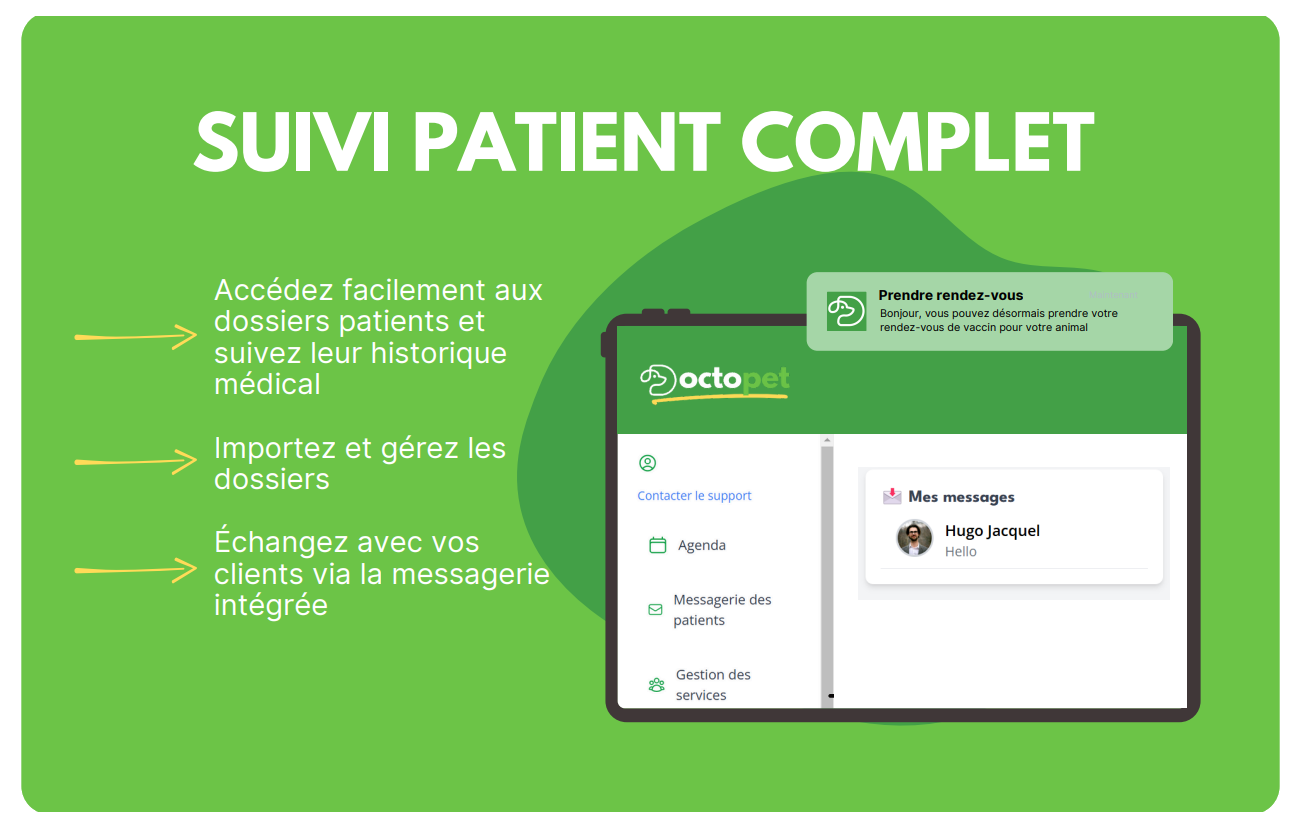 SUIVI PATIENT COMPLET
Accédez facilement aux
dossiers patients et
suivez leur historique
médical
Importez et gérez les
dossiers
Échangez avec vos
clients via la messagerie
intégrée
Prendre rendez-vous
Bonjour, vous pouvez désormais prendre votre
rendez-vous de vaccin pour votre animal
octopet
Contacter le support
Agenda
Messagerie des
patients
Gestion des
services
Mes messages
Hugo Jacquel
Hello